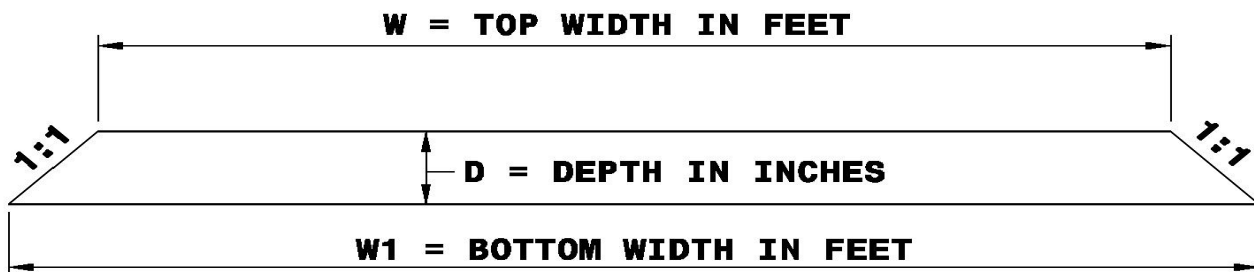 W = TOP WIDTH IN FEET
1:1
1:1
D = DEPTH IN INCHES
W1 = BOTTOM WIDTH IN FEET